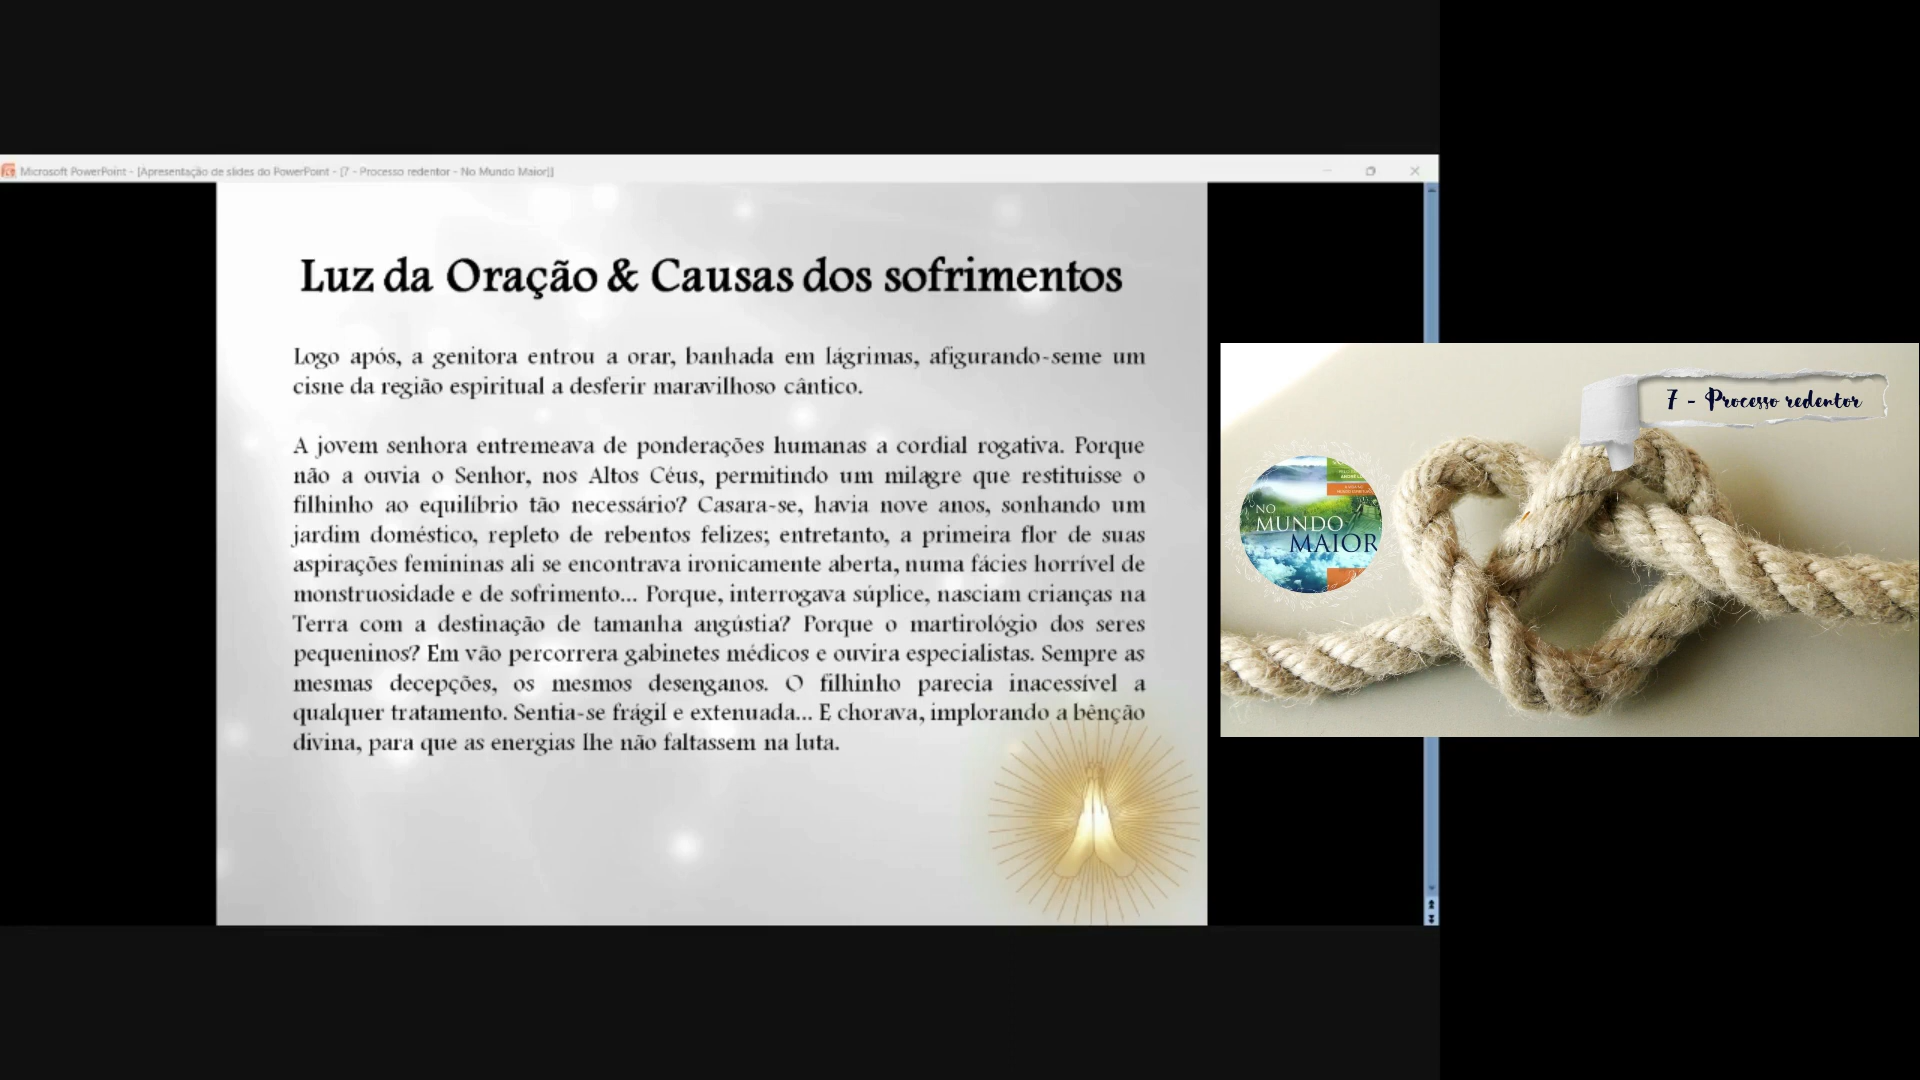 Microsoft PowerPoint - [Apresentação de slides do PowerPoint - [7 - Processo redentor - No Mundo Maior]]
Luz da Oração & Causas dos sofrimentos
Logo após, a genitora entrou a orar, banhada em lágrimas, afigurando-seme um
cisne da região espiritual a desferir maravilhoso cântico.
A jovem senhora entremeava de ponderações humanas a cordial rogativa. Porque
não a ouvia o Senhor, nos Altos Céus, permitindo um milagre que restituisse o
filhinho ao equilíbrio tão necessário? Casara-se, havia nove anos, sonhando um
jardim doméstico, repleto de rebentos felizes; entretanto, a primeira flor de suas
aspirações femininas ali se encontrava ironicamente aberta, numa fácies horrível de
monstruosidade e de sofrimento... Porque, interrogava súplice, nasciam crianças na
Terra com a destinação de tamanha angústia? Porque o martirológio dos seres
pequeninos? Em vão percorrera gabinetes médicos e ouvira especialistas. Sempre as
mesmas decepções, os mesmos desenganos. O filhinho parecia inacessível a
qualquer tratamento. Sentia-se frágil e extenuada... E chorava, implorando a bênção
divina, para que as energias lhe não faltassem na luta.
7 - Processo redentor
NO
MUNDO
MAIOR